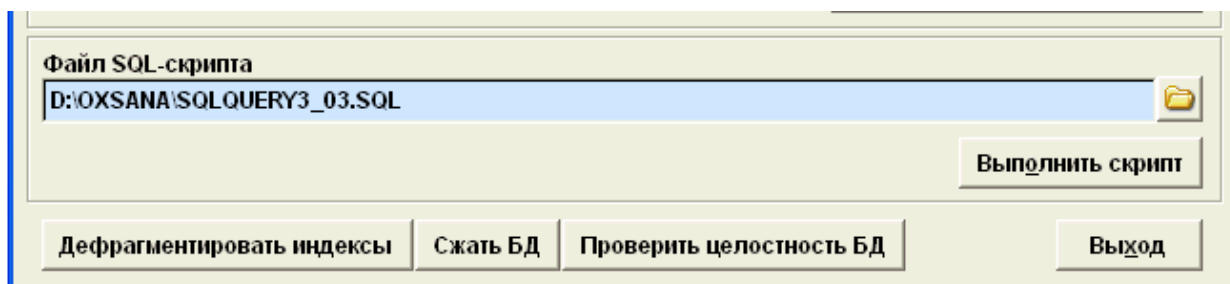 Файл SQL-скрипта
D:\OXSANA\SQLQUERY3_03.SQL
Выполнить скрипт
Дефрагментировать индексы Сжать БД Проверить целостность БД Выход